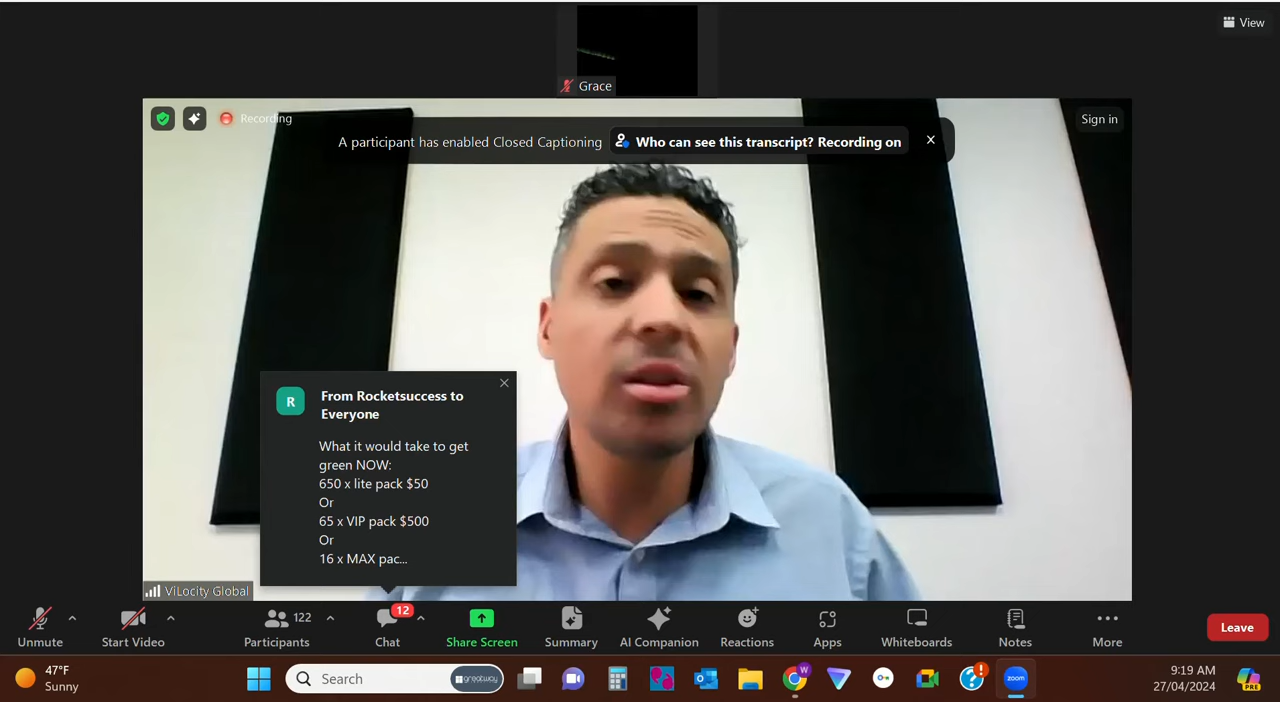 View
Grace
Recording
Sign in
A participant has enabled Closed Captioning
Who can see this transcript? Recording on
R
From Rocketsuccess to
Everyone
What it would take to get
green NOW:
650 x lite pack $50
Or
65 x VIP pack $500
Or
16 x MAX pac...
ViLocity Global
122
12
Unmute
Start Video
Participants
Chat
Share Screen
Summary
AI Companion
Reactions
Apps
Whiteboards
Notes
More
Leave
47°F
Sunny
Search
greatway
W
zoom
9:19 AM
27/04/2024
PRE